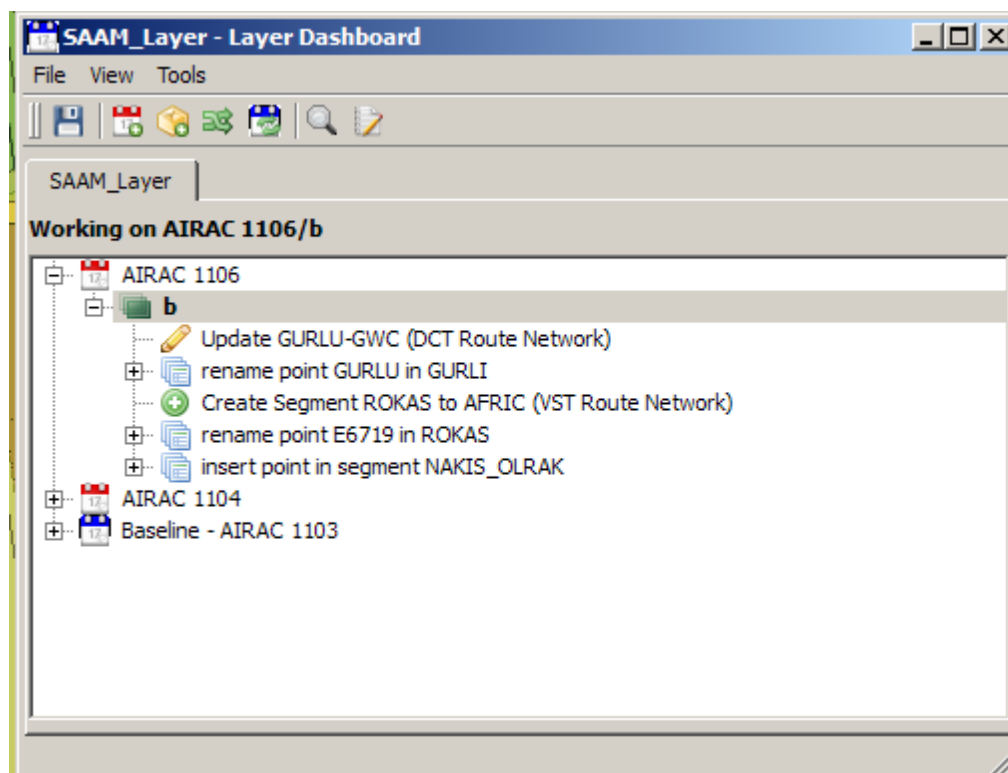 SAAM_Layer - Layer Dashboard
File View Tools
SAAM_Layer
Working on AIRAC 1106/b
AIRAC 1106
b
Update GURLU-GWC (DCT Route Network)
rename point GURLU in GURLI
Create Segment ROKAS to AFRIC (VST Route Network)
rename point E6719 in ROKAS
insert point in segment NAKIS_OLRAK
AIRAC 1104
Baseline - AIRAC 1103